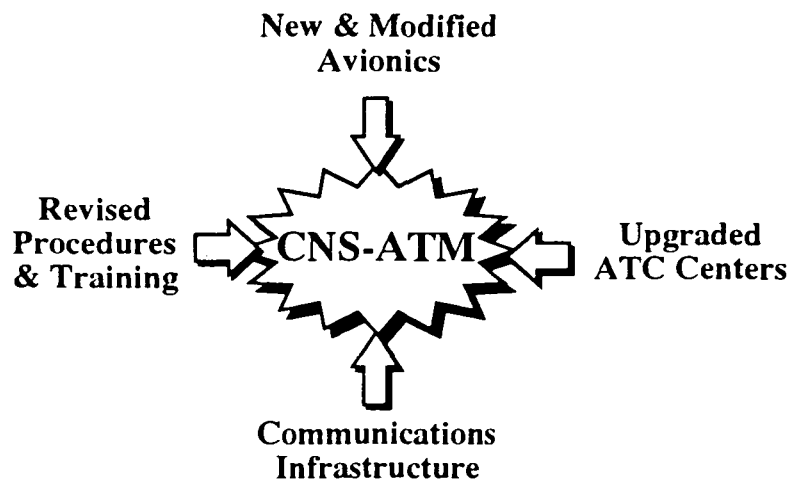 New & Modified
Avionics
Revised
Procedures
& Training
CNS-ATM
Upgraded
ATC Centers
Communications
Infrastructure